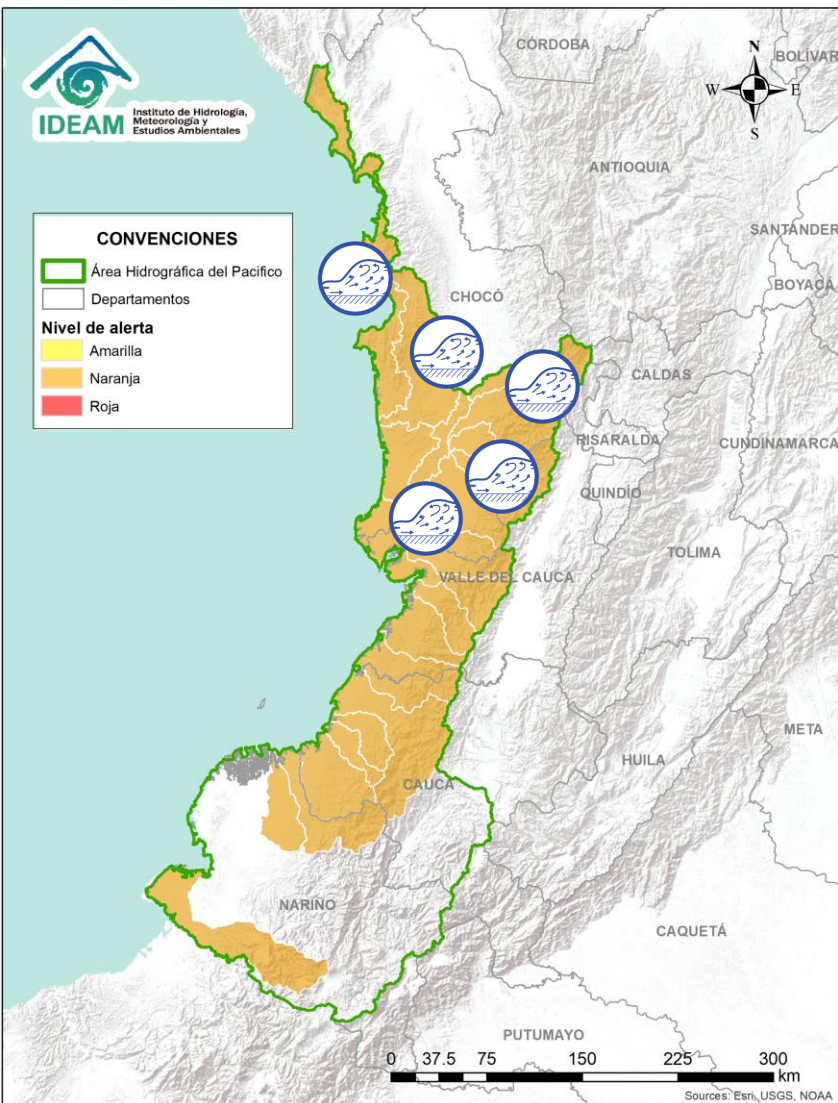 IDEAM
Instituto de Hidrología,
Meteorología y
Estudios Ambientales
CÓRDOBA
BOLÍVAR
N
W
E
S
ANTIOQUIA
SANTANDER
BOYACÁ
CONVENCIONES
Área Hidrográfica del Pacifico
Departamentos
Nivel de alerta
Amarilla
Naranja
Roja
CHOCÓ
CALDAS
RISARALDA
CUNDINAMARCA
QUINDÍO
TOLIMA
VALLE DEL CAUCA
META
HUILA
CAUCA
NARIÑO
CAQUETÁ
PUTUMAYO
0 37.5 75 150 225 300
km
Sources: Esri, USGS, NOAA